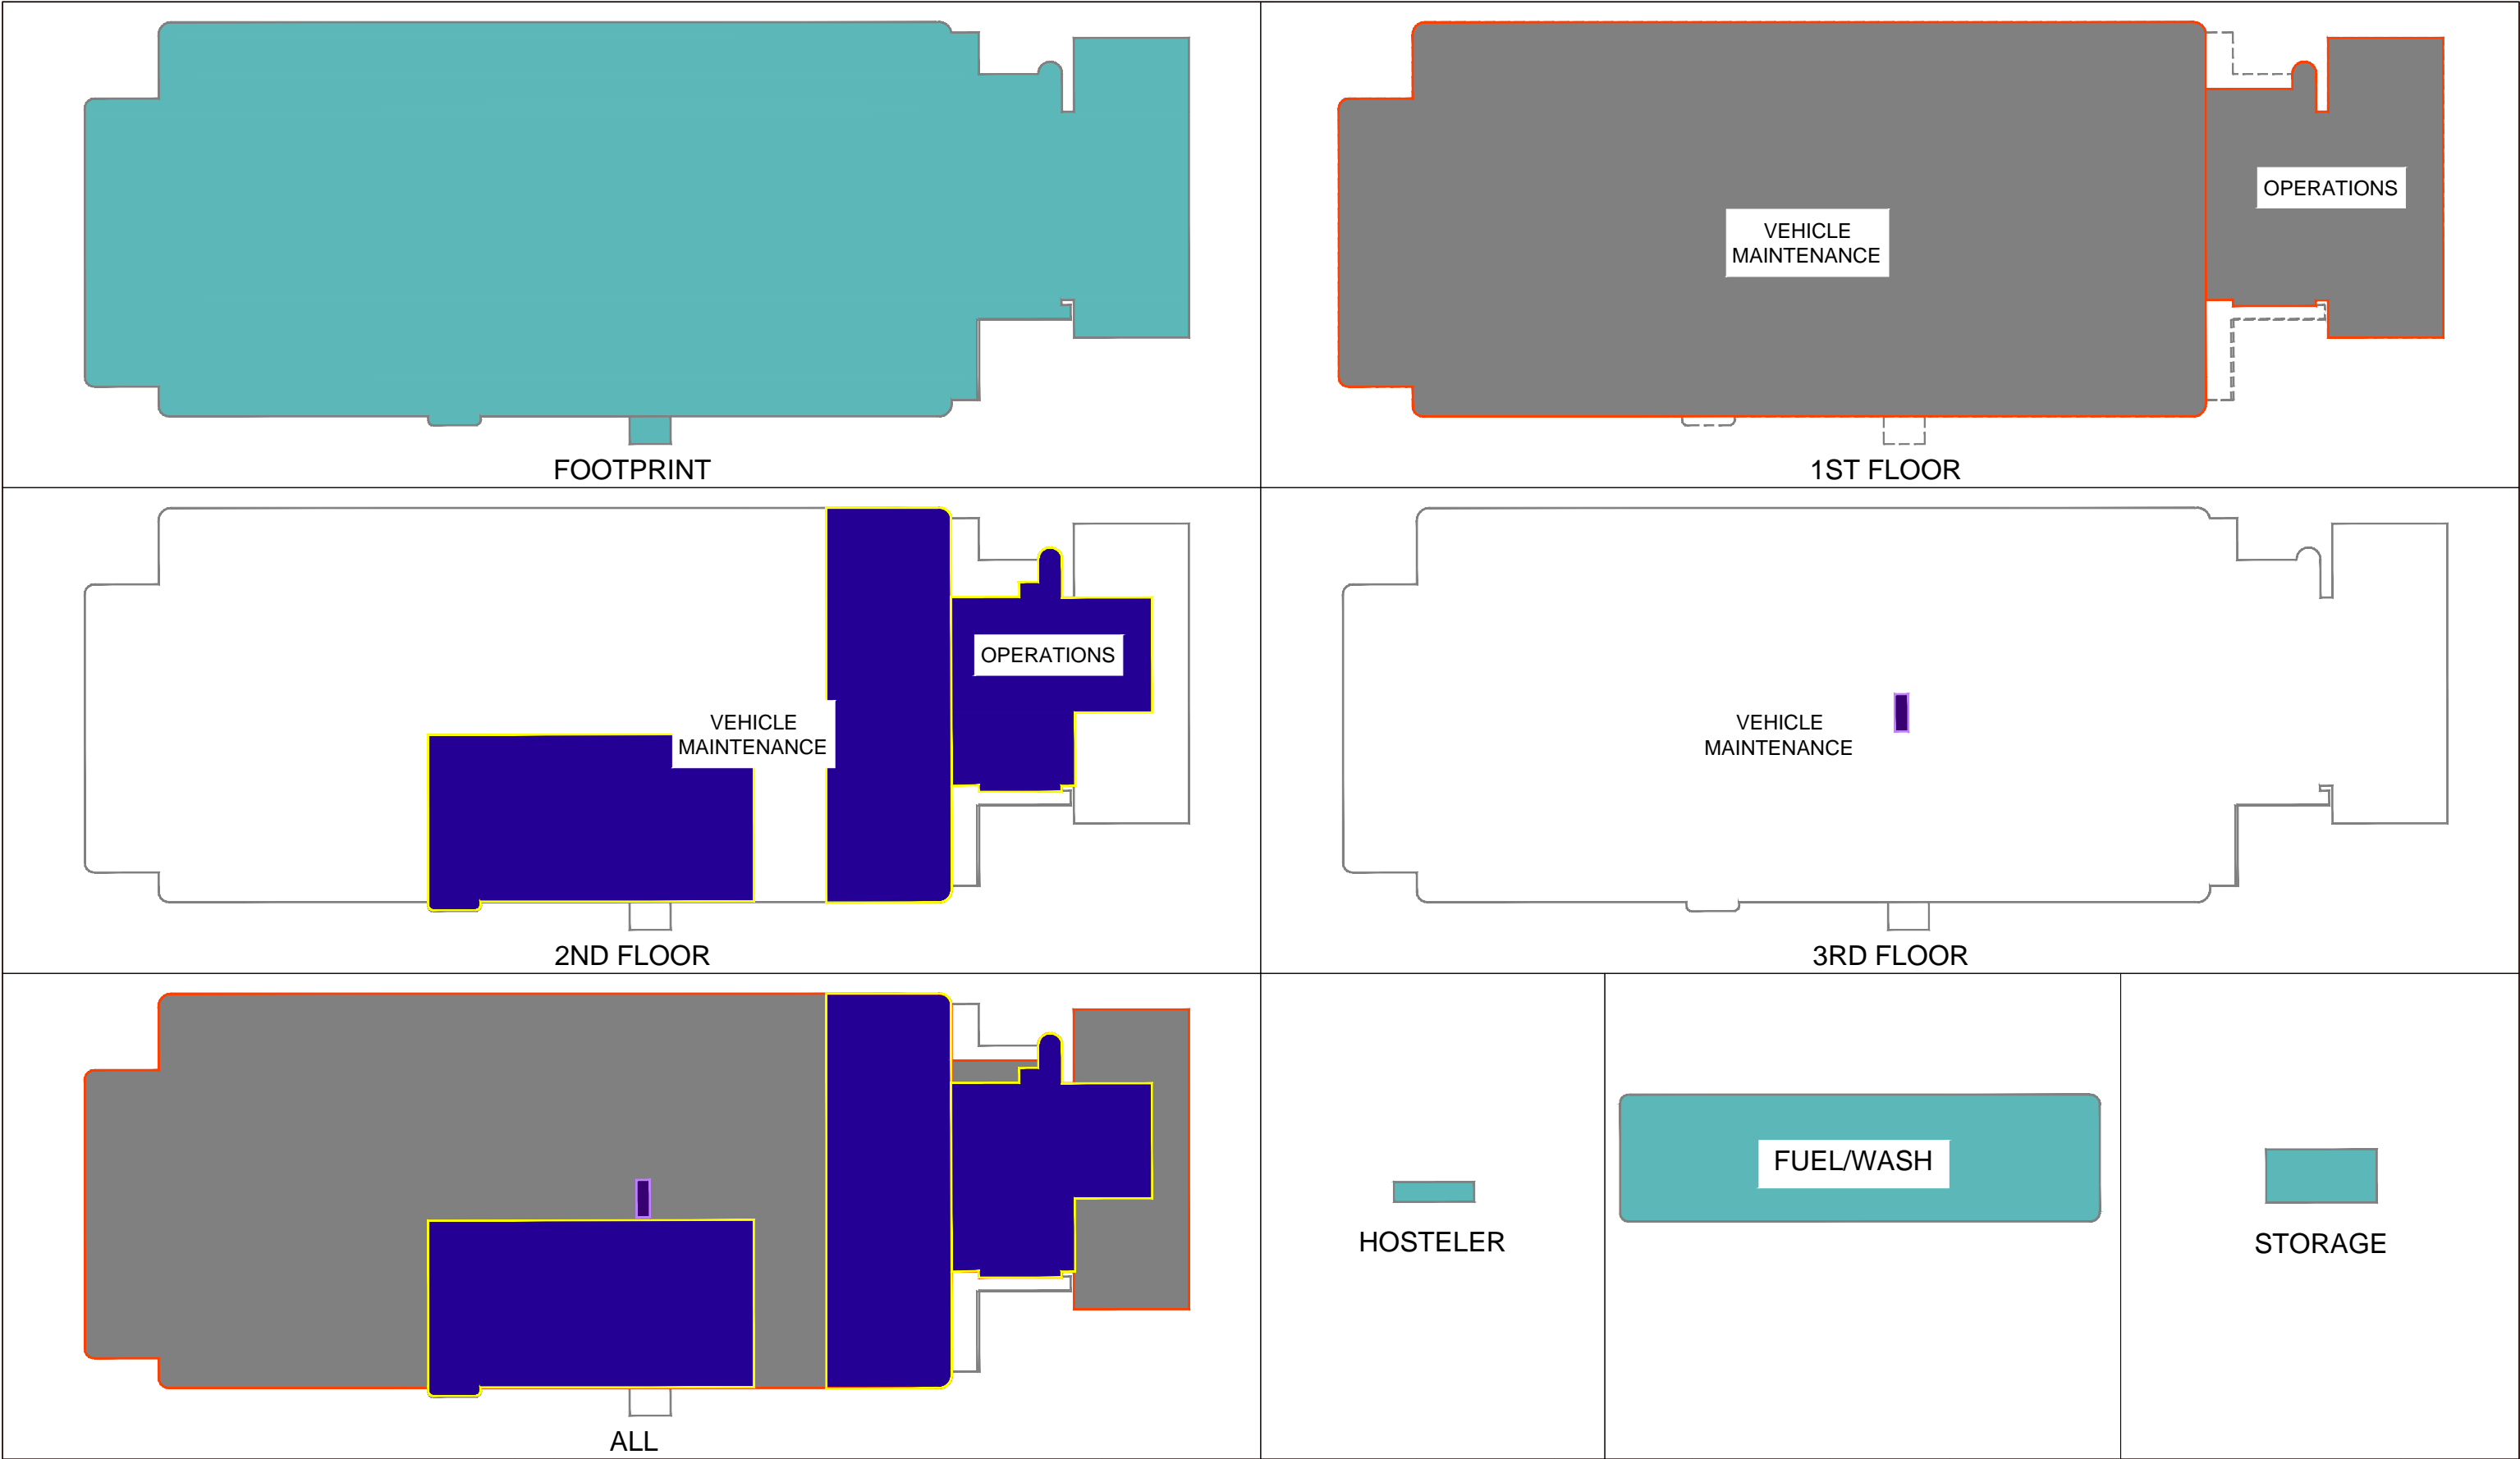 OPERATIONS
VEHICLE
MAINTENANCE
FOOTPRINT
1ST FLOOR
OPERATIONS
VEHICLE
MAINTENANCE
VEHICLE
MAINTENANCE
2ND FLOOR
3RD FLOOR
FUEL/WASH
HOSTELER
STORAGE
ALL